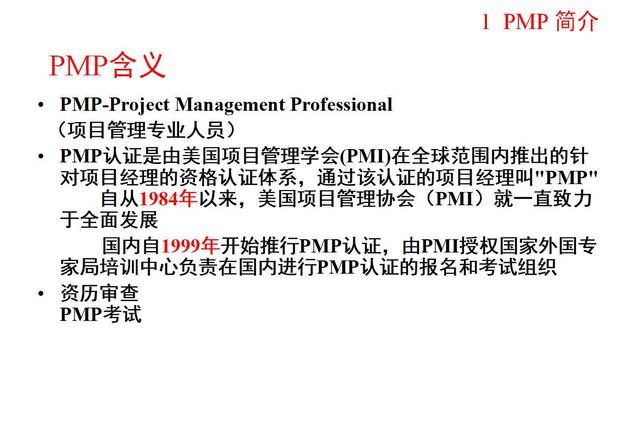 1 PMP 简介
PMP含义
• PMP-Project Management Professional
（项目管理专业人员）
• PMP认证是由美国项目管理学会(PMI)在全球范围内推出的针
对项目经理的资格认证体系，通过该认证的项目经理叫"PMP"
自从1984年以来，美国项目管理协会（PMI）就一直致力
于全面发展
国内自1999年开始推行PMP认证，由PMI授权国家外国专
家局培训中心负责在国内进行PMP认证的报名和考试组织
• 资历审查
PMP考试